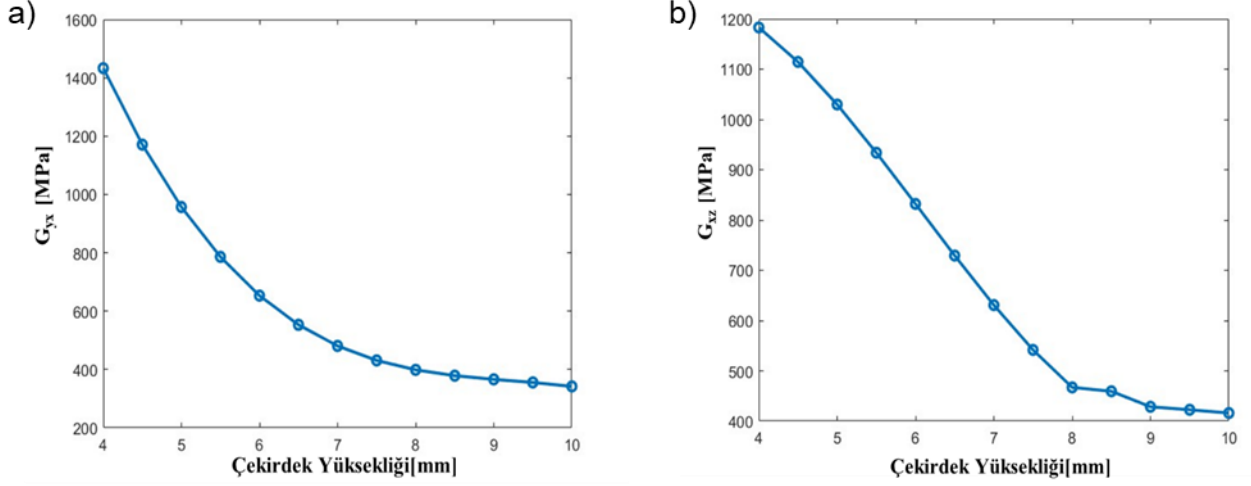 a)
1600
1400
1200
1000
800
600
400
200
4 5 6 7 8 9 10
G_yx [MPa]
Çekirdek Yüksekliği[mm]
b)
1200
1100
1000
900
800
700
600
500
400
4 5 6 7 8 9 10
G_xz [MPa]
Çekirdek Yüksekliği[mm]